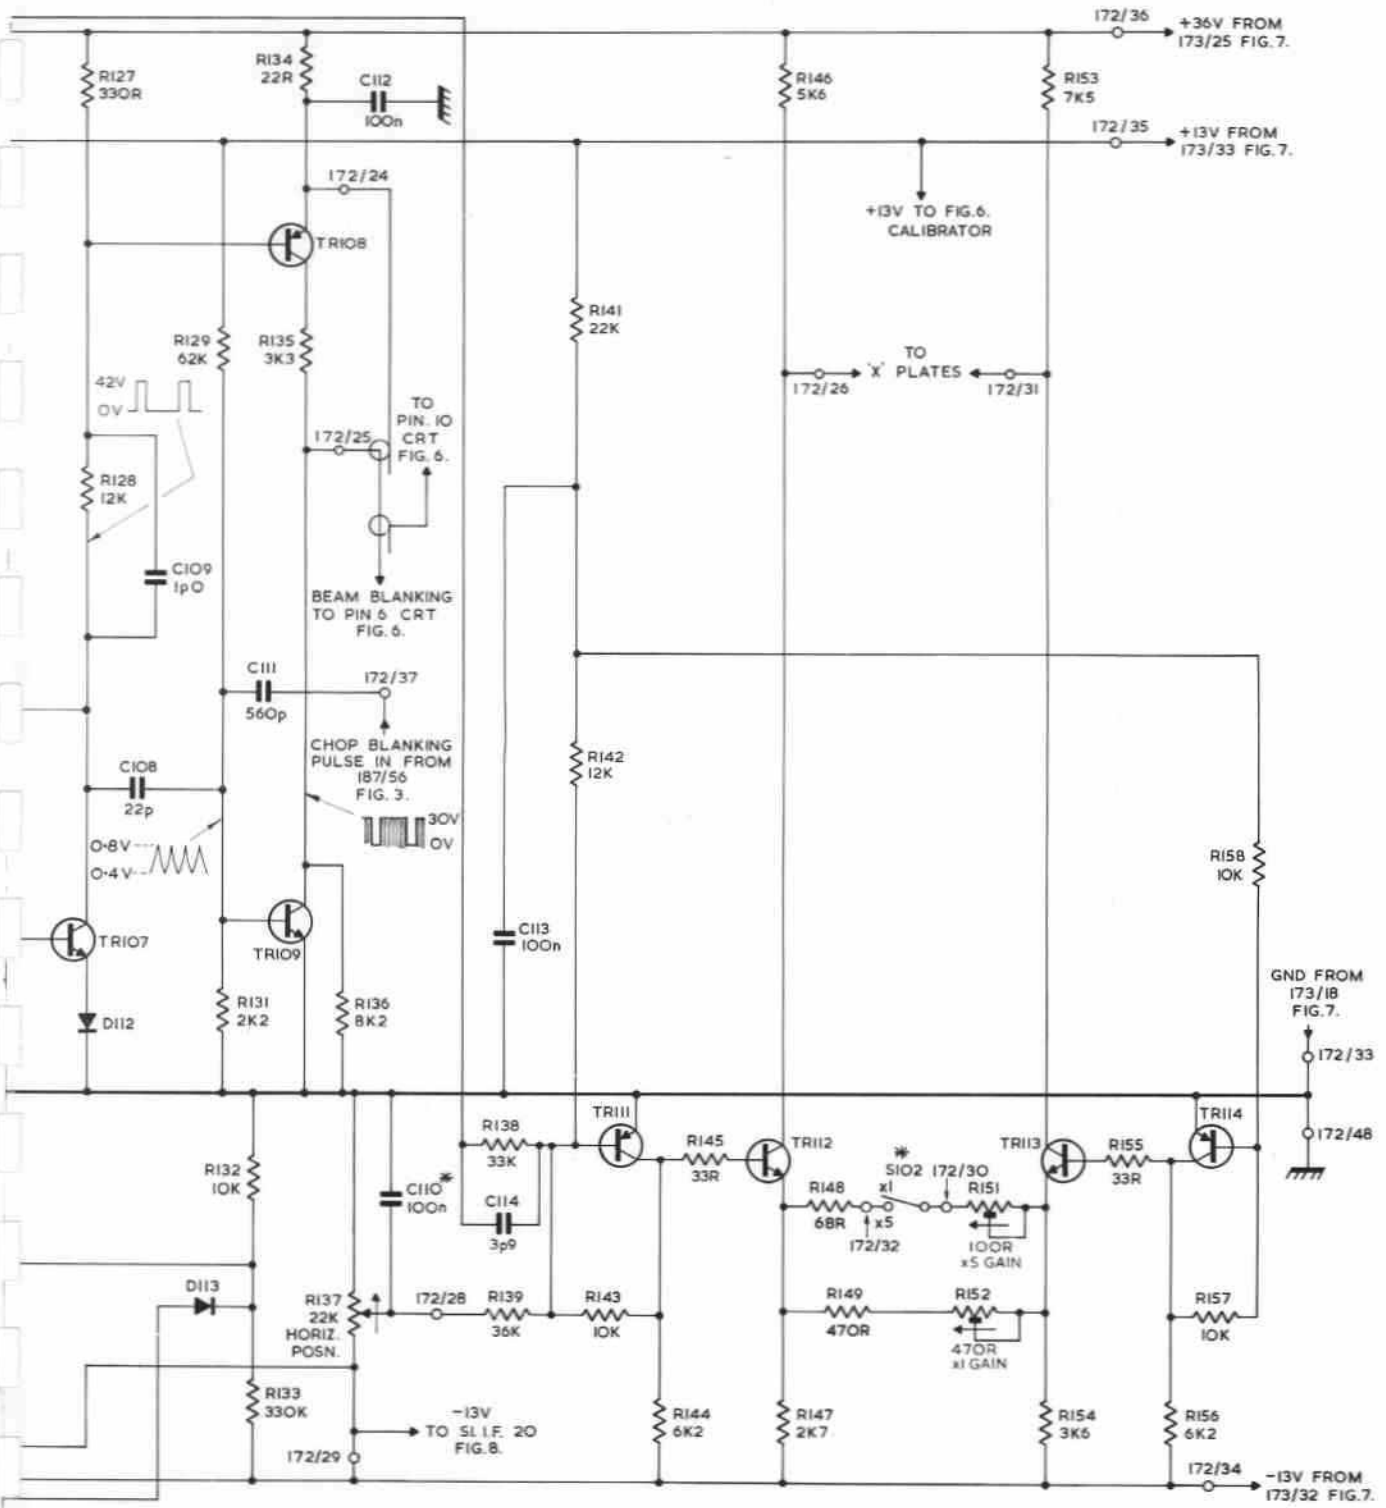 172/36
+36V FROM
173/25 FIG.7.
R127
330R
R134
22R
C112
100n
R146
5K6
R153
7K5
172/35
+13V FROM
173/33 FIG.7.
172/24
+13V TO FIG.6.
CALIBRATOR
TR108
R141
22K
R129
62K
R135
3K3
TO
'X' PLATES
172/26
172/31
42V
0V
TO
PIN. 10
CRT
FIG. 6.
172/25
R128
12K
C109
1p0
BEAM BLANKING
TO PIN 6 CRT
FIG. 6.
C111
560p
172/37
CHOP BLANKING
PULSE IN FROM
187/56
FIG. 3.
R142
12K
C108
22p
30V
0V
0·8V
0·4V
R158
10K
TR107
TR109
C113
100n
GND FROM
173/18
FIG.7.
D112
R131
2K2
R136
8K2
172/33
TR111
TR114
R138
33K
R145
33R
TR112
TR113
R155
33R
172/48
R132
10K
C110*
100n
C114
3p9
*
S102
172/30
R151
x1
x5
R148
68R
172/32
100R
x5 GAIN
D113
R137
22K
HORIZ.
POSN.
172/28
R139
36K
R143
10K
R149
470R
R152
470R
x1 GAIN
R157
10K
R133
330K
-13V
TO S.I.F. 20
FIG.8.
R144
6K2
R147
2K7
R154
3K6
R156
6K2
172/29
172/34
-13V FROM
173/32 FIG.7.